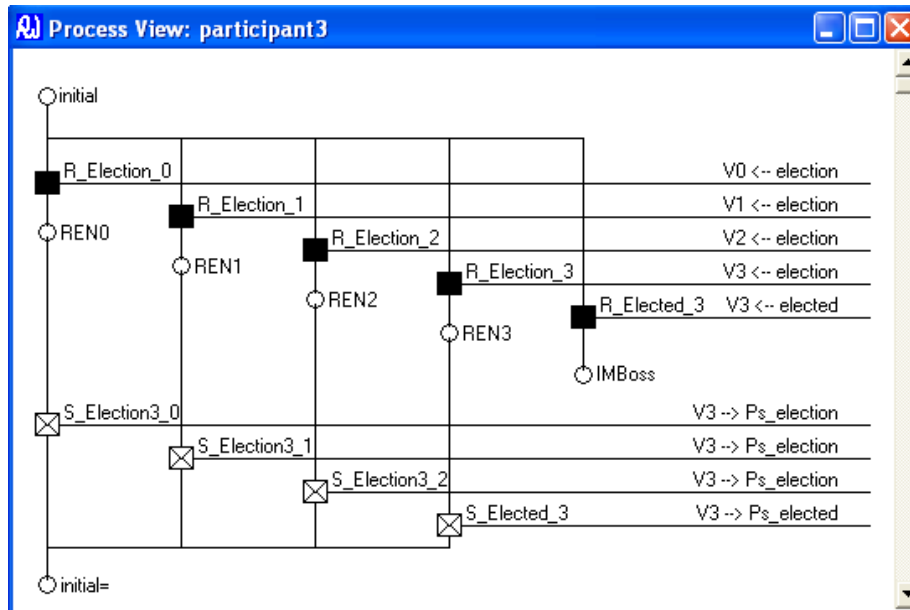 Process View: participant3
initial
R_Election_0 V0 <-- election
R_Election_1 V1 <-- election
REN0 R_Election_2 V2 <-- election
REN1 R_Election_3 V3 <-- election
REN2 R_Elected_3 V3 <-- elected
REN3
IMBoss
S_Election3_0 V3 --> Ps_election
S_Election3_1 V3 --> Ps_election
S_Election3_2 V3 --> Ps_election
S_Elected_3 V3 --> Ps_elected
initial=